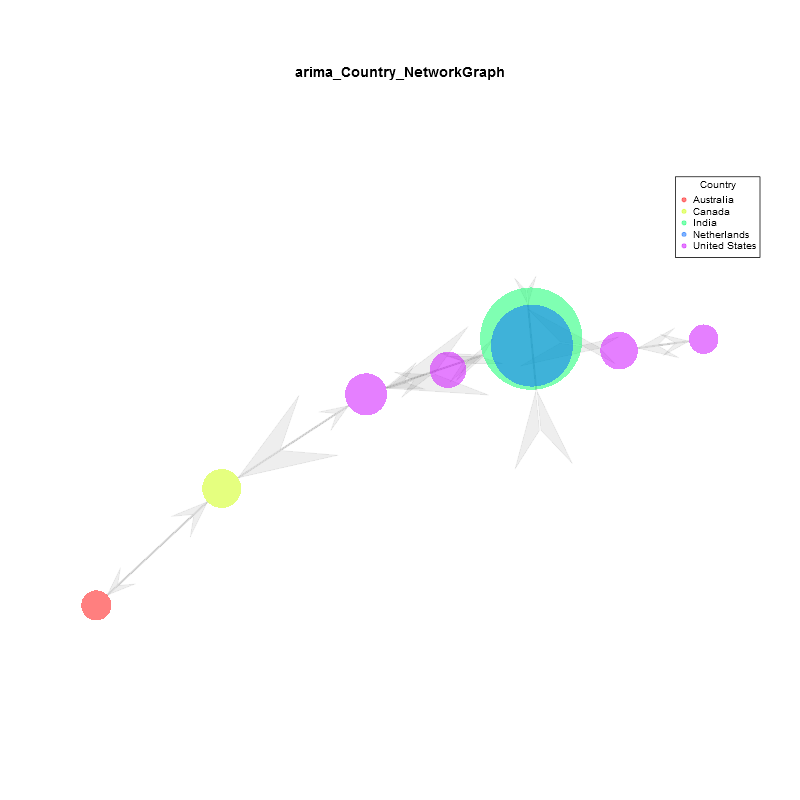 arima_Country_NetworkGraph
Country
Australia
Canada
India
Netherlands
United States